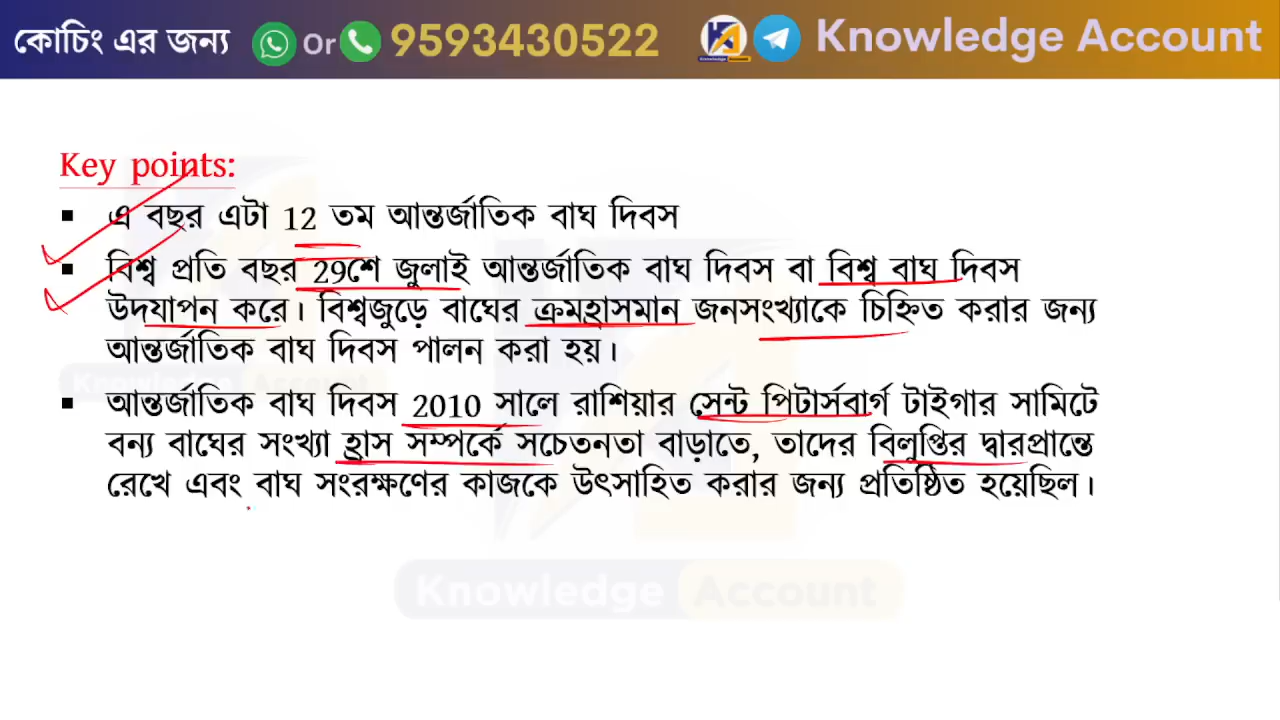 কোচিং এর জন্য Or 9593430522 Knowledge Account
Key points:
▪ এ বছর এটা 12 তম আন্তর্জাতিক বাঘ দিবস
▪ বিশ্ব প্রতি বছর 29শে জুলাই আন্তর্জাতিক বাঘ দিবস বা বিশ্ব বাঘ দিবস
উদযাপন করে। বিশ্বজুড়ে বাঘের ক্রমহ্রাসমান জনসংখ্যাকে চিহ্নিত করার জন্য
আন্তর্জাতিক বাঘ দিবস পালন করা হয়।
▪ আন্তর্জাতিক বাঘ দিবস 2010 সালে রাশিয়ার সেন্ট পিটার্সবার্গ টাইগার সামিটে
বন্য বাঘের সংখ্যা হ্রাস সম্পর্কে সচেতনতা বাড়াতে, তাদের বিলুপ্তির দ্বারপ্রান্তে
রেখে এবং বাঘ সংরক্ষণের কাজকে উৎসাহিত করার জন্য প্রতিষ্ঠিত হয়েছিল।
Knowledge Account